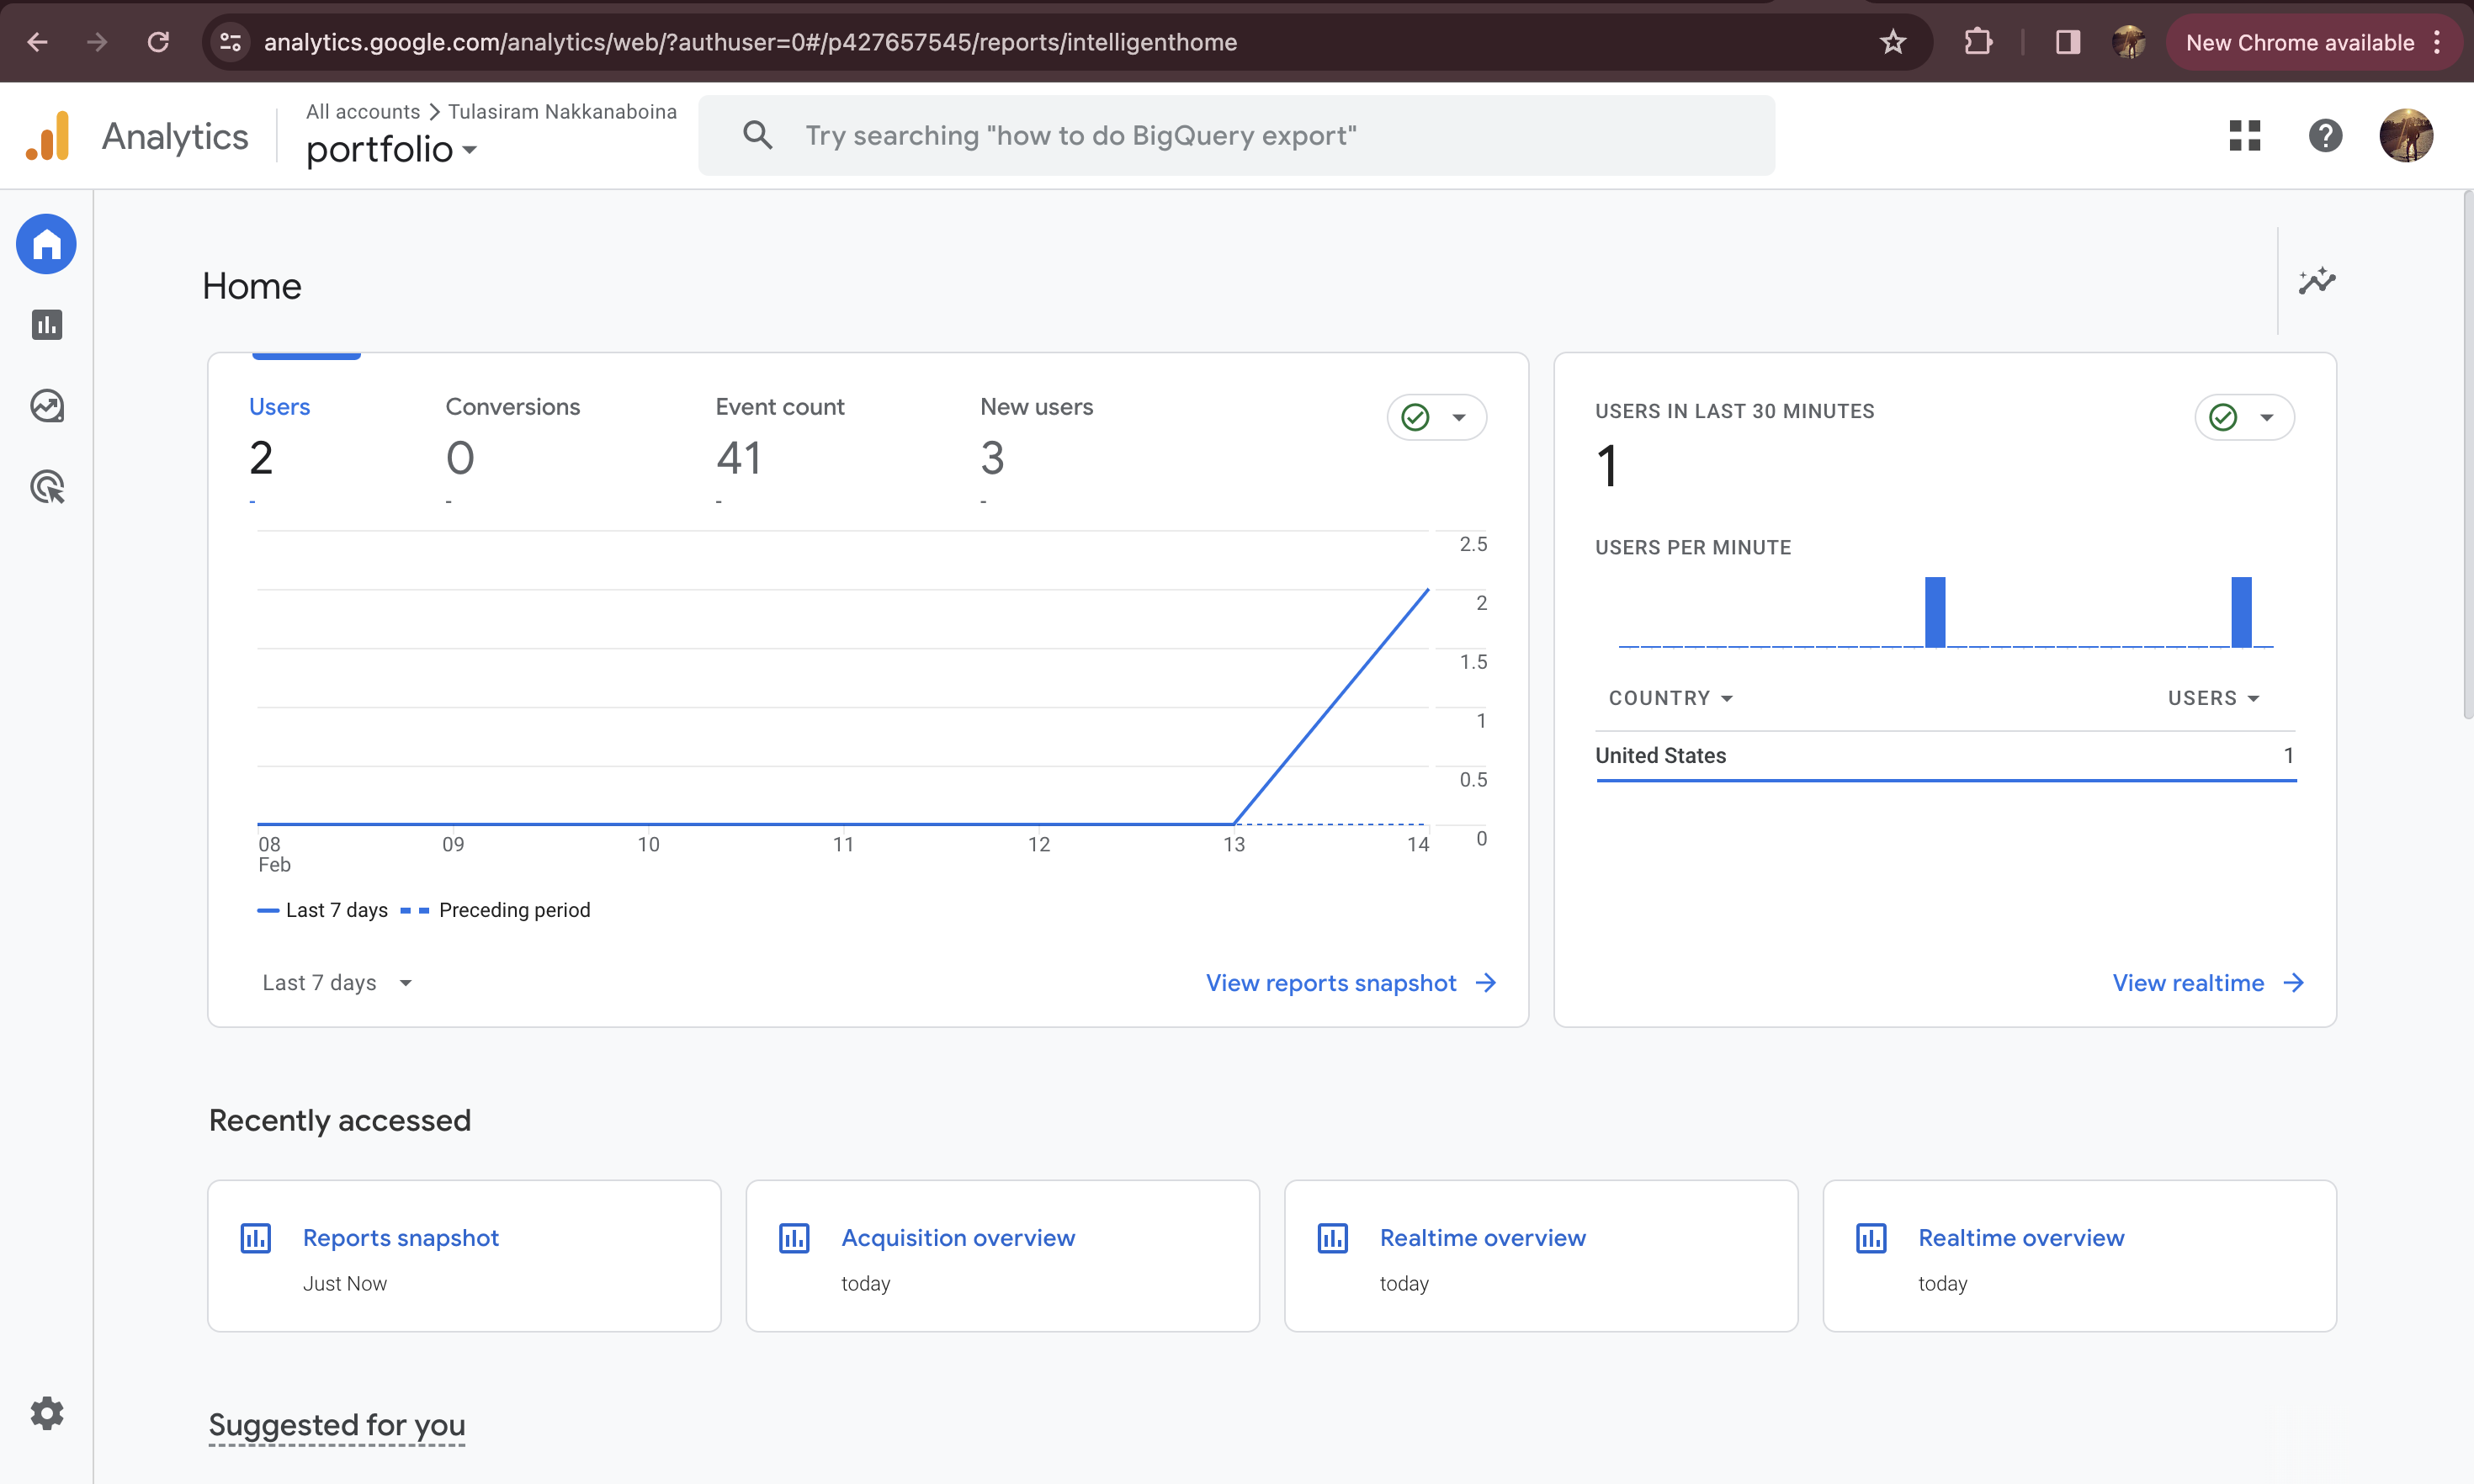 analytics.google.com/analytics/web/?authuser=0#/p427657545/reports/intelligenthome
New Chrome available
Analytics
All accounts > Tulasiram Nakkanaboina
portfolio
Try searching "how to do BigQuery export"
Home
Users Conversions Event count New users
2 0 41 3
- - - -
2.5
2
1.5
1
0.5
0
08 09 10 11 12 13 14
Feb
Last 7 days Preceding period
Last 7 days
View reports snapshot
USERS IN LAST 30 MINUTES
1
USERS PER MINUTE
COUNTRY USERS
United States 1
View realtime
Recently accessed
Reports snapshot
Just Now
Acquisition overview
today
Realtime overview
today
Realtime overview
today
Suggested for you